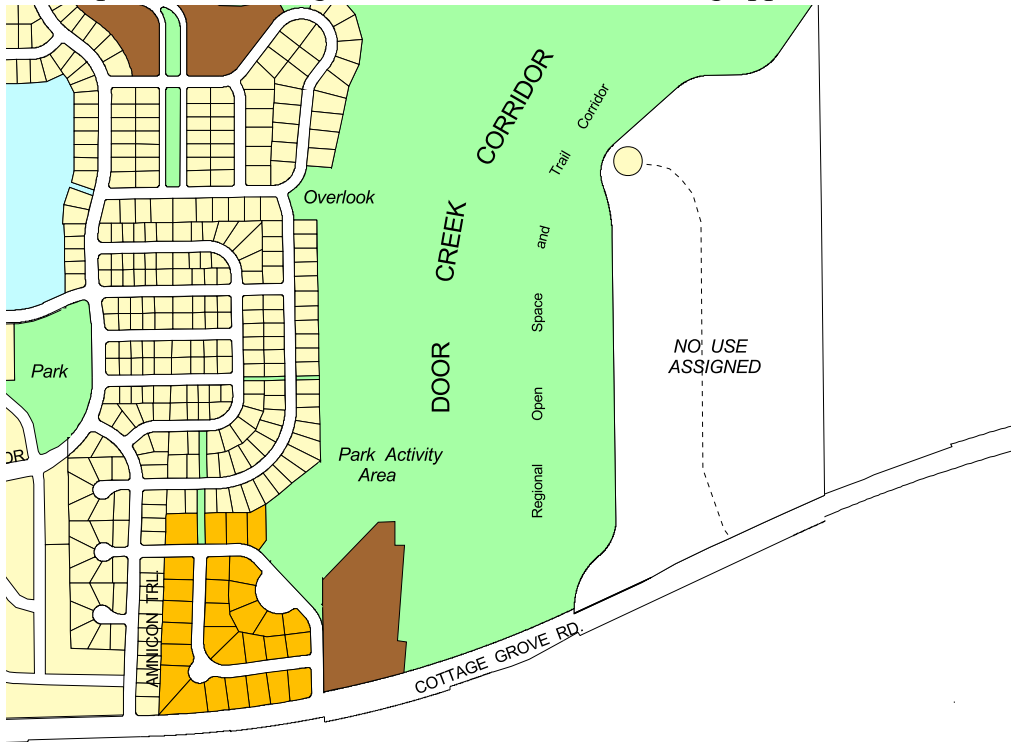 CORRIDOR
Corridor
Trail
Overlook
CREEK
and
Space
NO USE
ASSIGNED
Park
DOOR
Open
Park Activity
Area
Regional
AMNICON TRL.
COTTAGE GROVE RD.